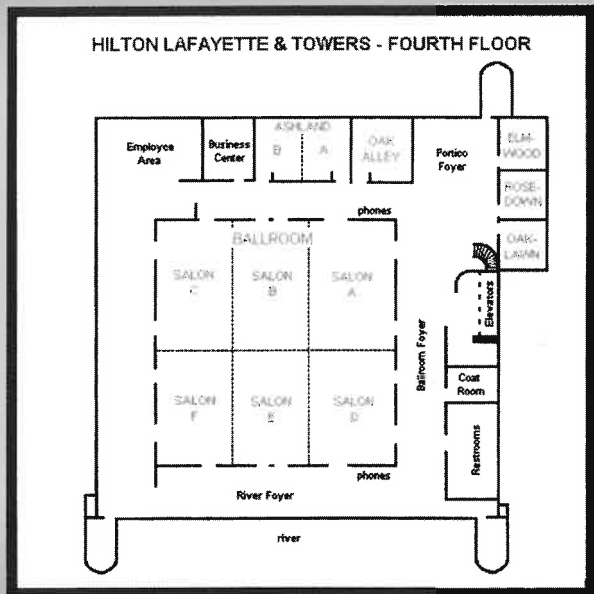 HILTON LAFAYETTE & TOWERS - FOURTH FLOOR
Employee
Area
Business
Center
ASHLAND
B
A
OAK
ALLEY
Portico
Foyer
ELM-
WOOD
ROSE-
DOWN
OAK-
LAWN
phones
BALLROOM
SALON
C
SALON
B
SALON
A
Elevators
Ballroom Foyer
Coat
Room
SALON
F
SALON
E
SALON
D
Restrooms
phones
River Foyer
river